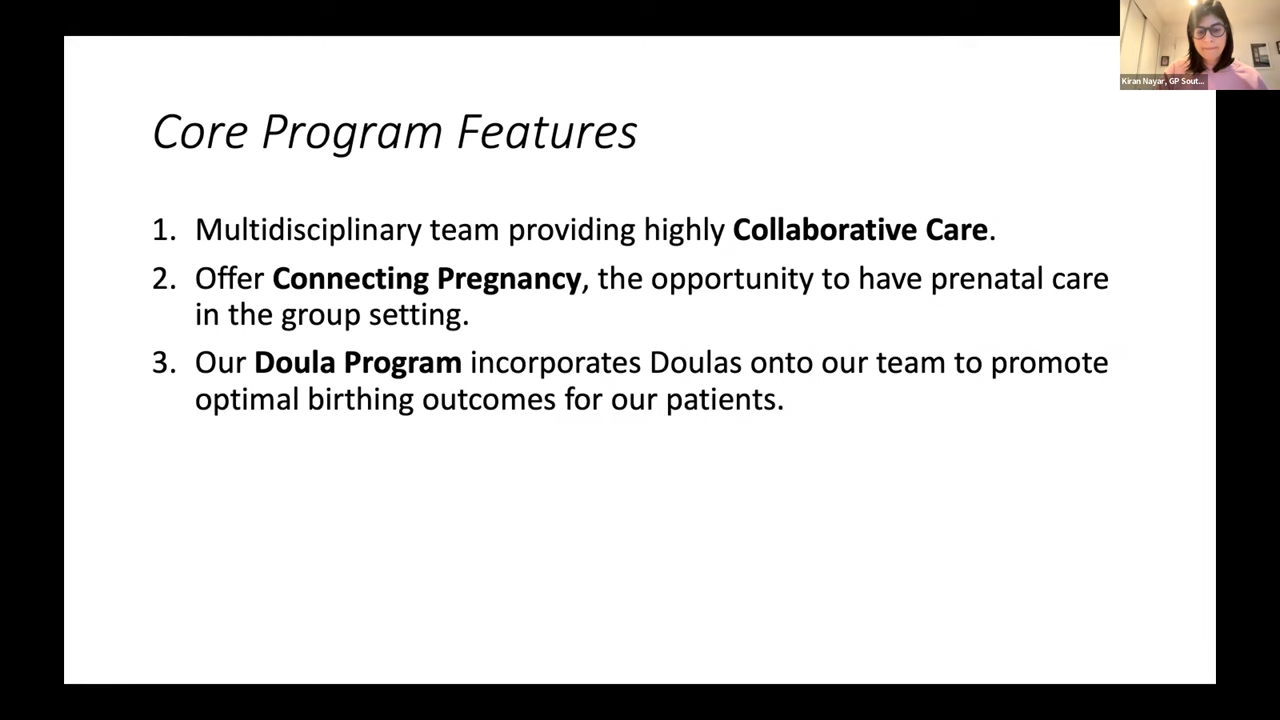 Kiran Nayar, GP Sout...
Core Program Features
1. Multidisciplinary team providing highly Collaborative Care.
2. Offer Connecting Pregnancy, the opportunity to have prenatal care
in the group setting.
3. Our Doula Program incorporates Doulas onto our team to promote
optimal birthing outcomes for our patients.